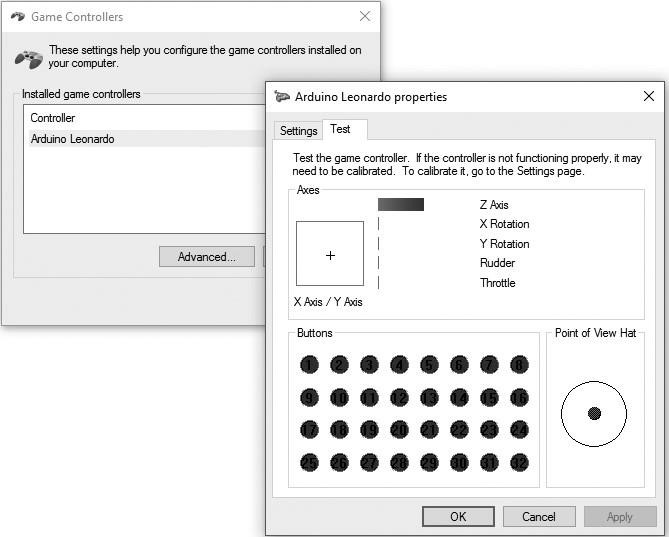 Game Controllers
These settings help you configure the game controllers installed on
your computer.
Installed game controllers
Controller
Arduino Leonardo
Advanced...
Arduino Leonardo properties
Settings
Test
Test the game controller. If the controller is not functioning properly, it may
need to be calibrated. To calibrate it, go to the Settings page.
Axes
Z Axis
X Rotation
Y Rotation
Rudder
Throttle
X Axis / Y Axis
Buttons
1 2 3 4 5 6 7 8
9 10 11 12 13 14 15 16
17 18 19 20 21 22 23 24
25 26 27 28 29 30 31 32
Point of View Hat
OK
Cancel
Apply